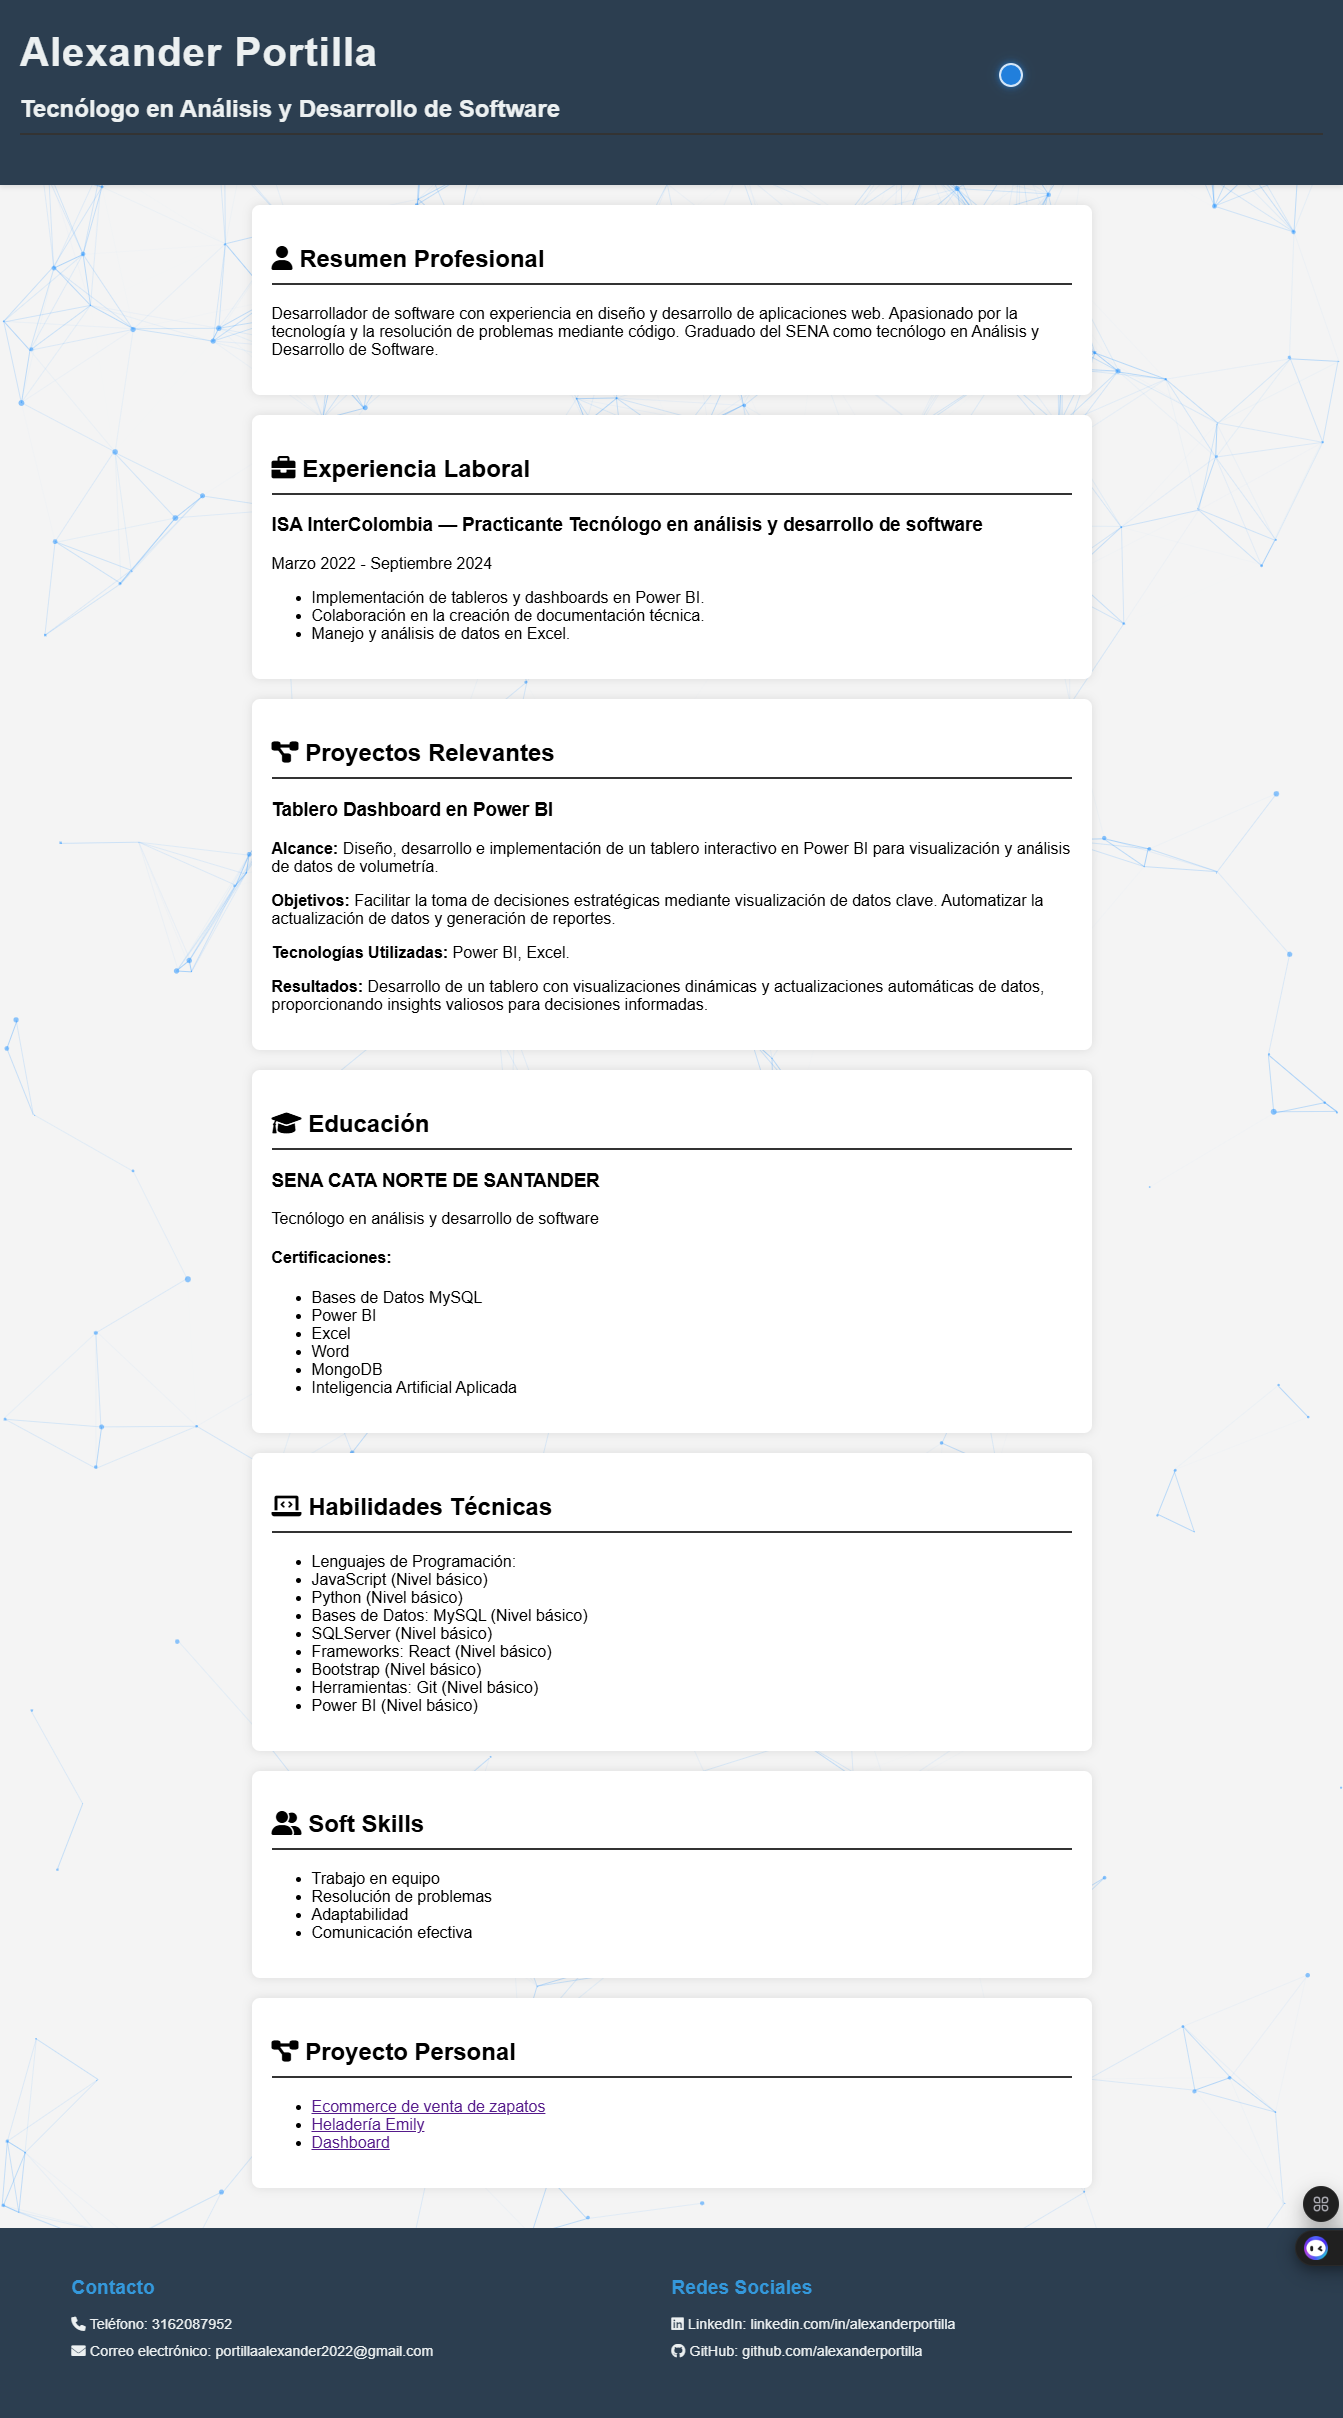 Alexander Portilla
Tecnólogo en Análisis y Desarrollo de Software
Resumen Profesional
Desarrollador de software con experiencia en diseño y desarrollo de aplicaciones web. Apasionado por la
tecnología y la resolución de problemas mediante código. Graduado del SENA como tecnólogo en Análisis y
Desarrollo de Software.
Experiencia Laboral
ISA InterColombia — Practicante Tecnólogo en análisis y desarrollo de software
Marzo 2022 - Septiembre 2024
• Implementación de tableros y dashboards en Power BI.
• Colaboración en la creación de documentación técnica.
• Manejo y análisis de datos en Excel.
Proyectos Relevantes
Tablero Dashboard en Power BI
Alcance: Diseño, desarrollo e implementación de un tablero interactivo en Power BI para visualización y análisis
de datos de volumetría.
Objetivos: Facilitar la toma de decisiones estratégicas mediante visualización de datos clave. Automatizar la
actualización de datos y generación de reportes.
Tecnologías Utilizadas: Power BI, Excel.
Resultados: Desarrollo de un tablero con visualizaciones dinámicas y actualizaciones automáticas de datos,
proporcionando insights valiosos para decisiones informadas.
Educación
SENA CATA NORTE DE SANTANDER
Tecnólogo en análisis y desarrollo de software
Certificaciones:
• Bases de Datos MySQL
• Power BI
• Excel
• Word
• MongoDB
• Inteligencia Artificial Aplicada
Habilidades Técnicas
• Lenguajes de Programación:
• JavaScript (Nivel básico)
• Python (Nivel básico)
• Bases de Datos: MySQL (Nivel básico)
• SQLServer (Nivel básico)
• Frameworks: React (Nivel básico)
• Bootstrap (Nivel básico)
• Herramientas: Git (Nivel básico)
• Power BI (Nivel básico)
Soft Skills
• Trabajo en equipo
• Resolución de problemas
• Adaptabilidad
• Comunicación efectiva
Proyecto Personal
• Ecommerce de venta de zapatos
• Heladería Emily
• Dashboard
Contacto
Teléfono: 3162087952
Correo electrónico: portillaalexander2022@gmail.com
Redes Sociales
LinkedIn: linkedin.com/in/alexanderportilla
GitHub: github.com/alexanderportilla